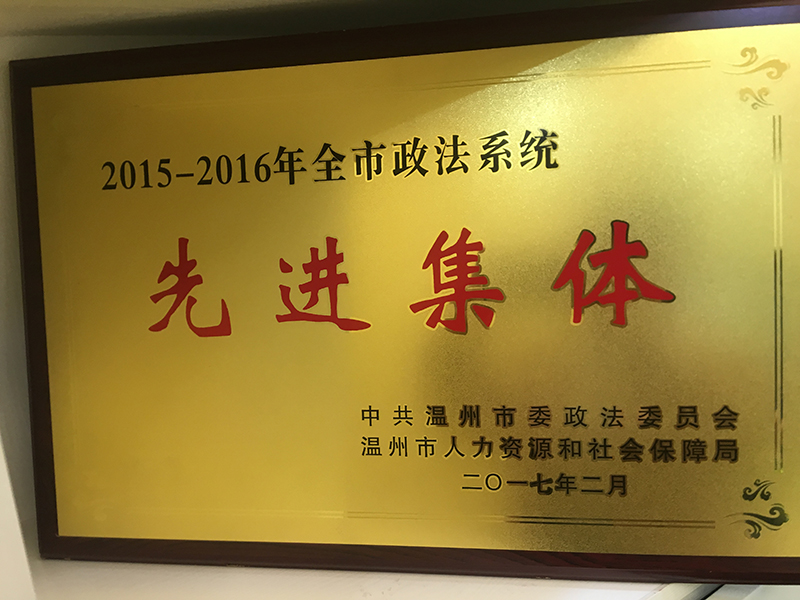 2015-2016年全市政法系统
先进集体
中共温州市委政法委员会
温州市人力资源和社会保障局
二〇一七年二月